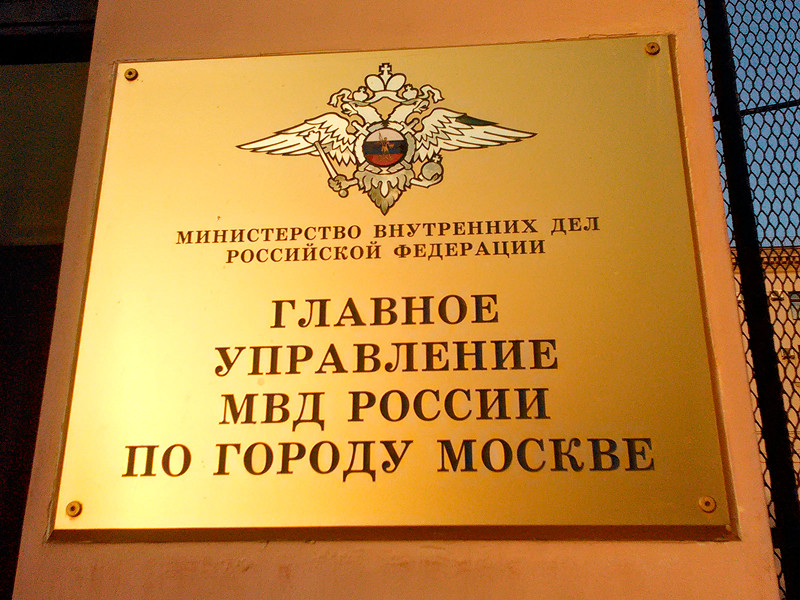 МИНИСТЕРСТВО ВНУТРЕННИХ ДЕЛ
РОССИЙСКОЙ ФЕДЕРАЦИИ
ГЛАВНОЕ
УПРАВЛЕНИЕ
МВД РОССИИ
ПО ГОРОДУ МОСКВЕ